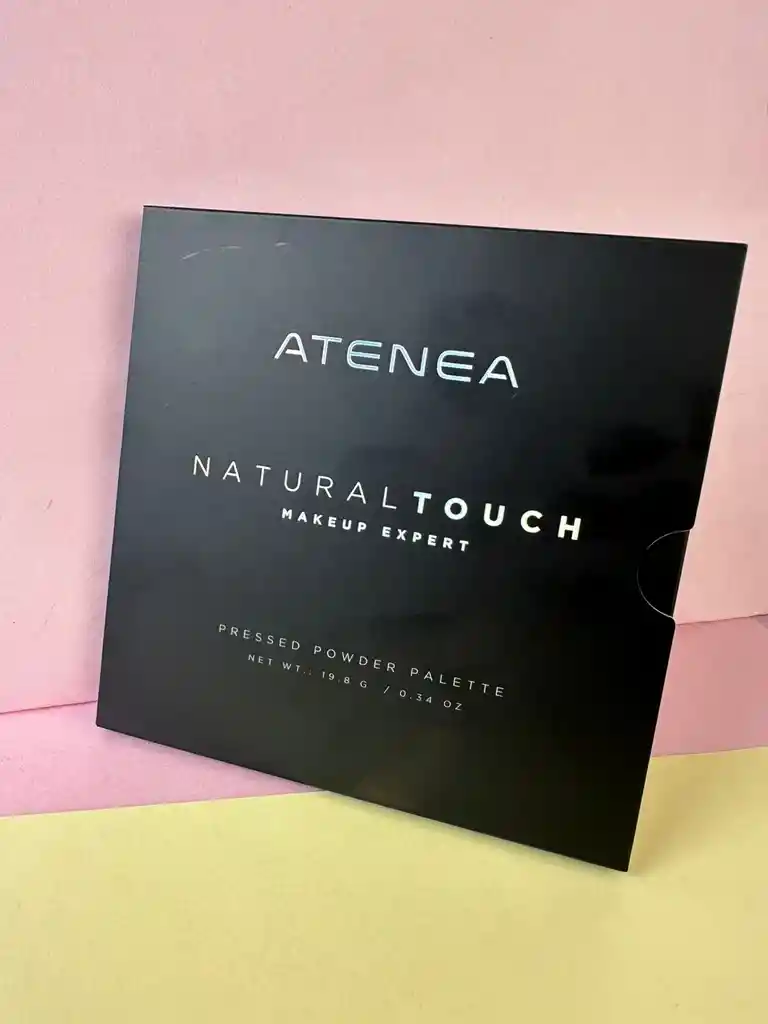 ATENEA
NATURALTOUCH
MAKEUP EXPERT
PRESSED POWDER PALETTE
NET WT.: 19.8 G / 0.34 OZ